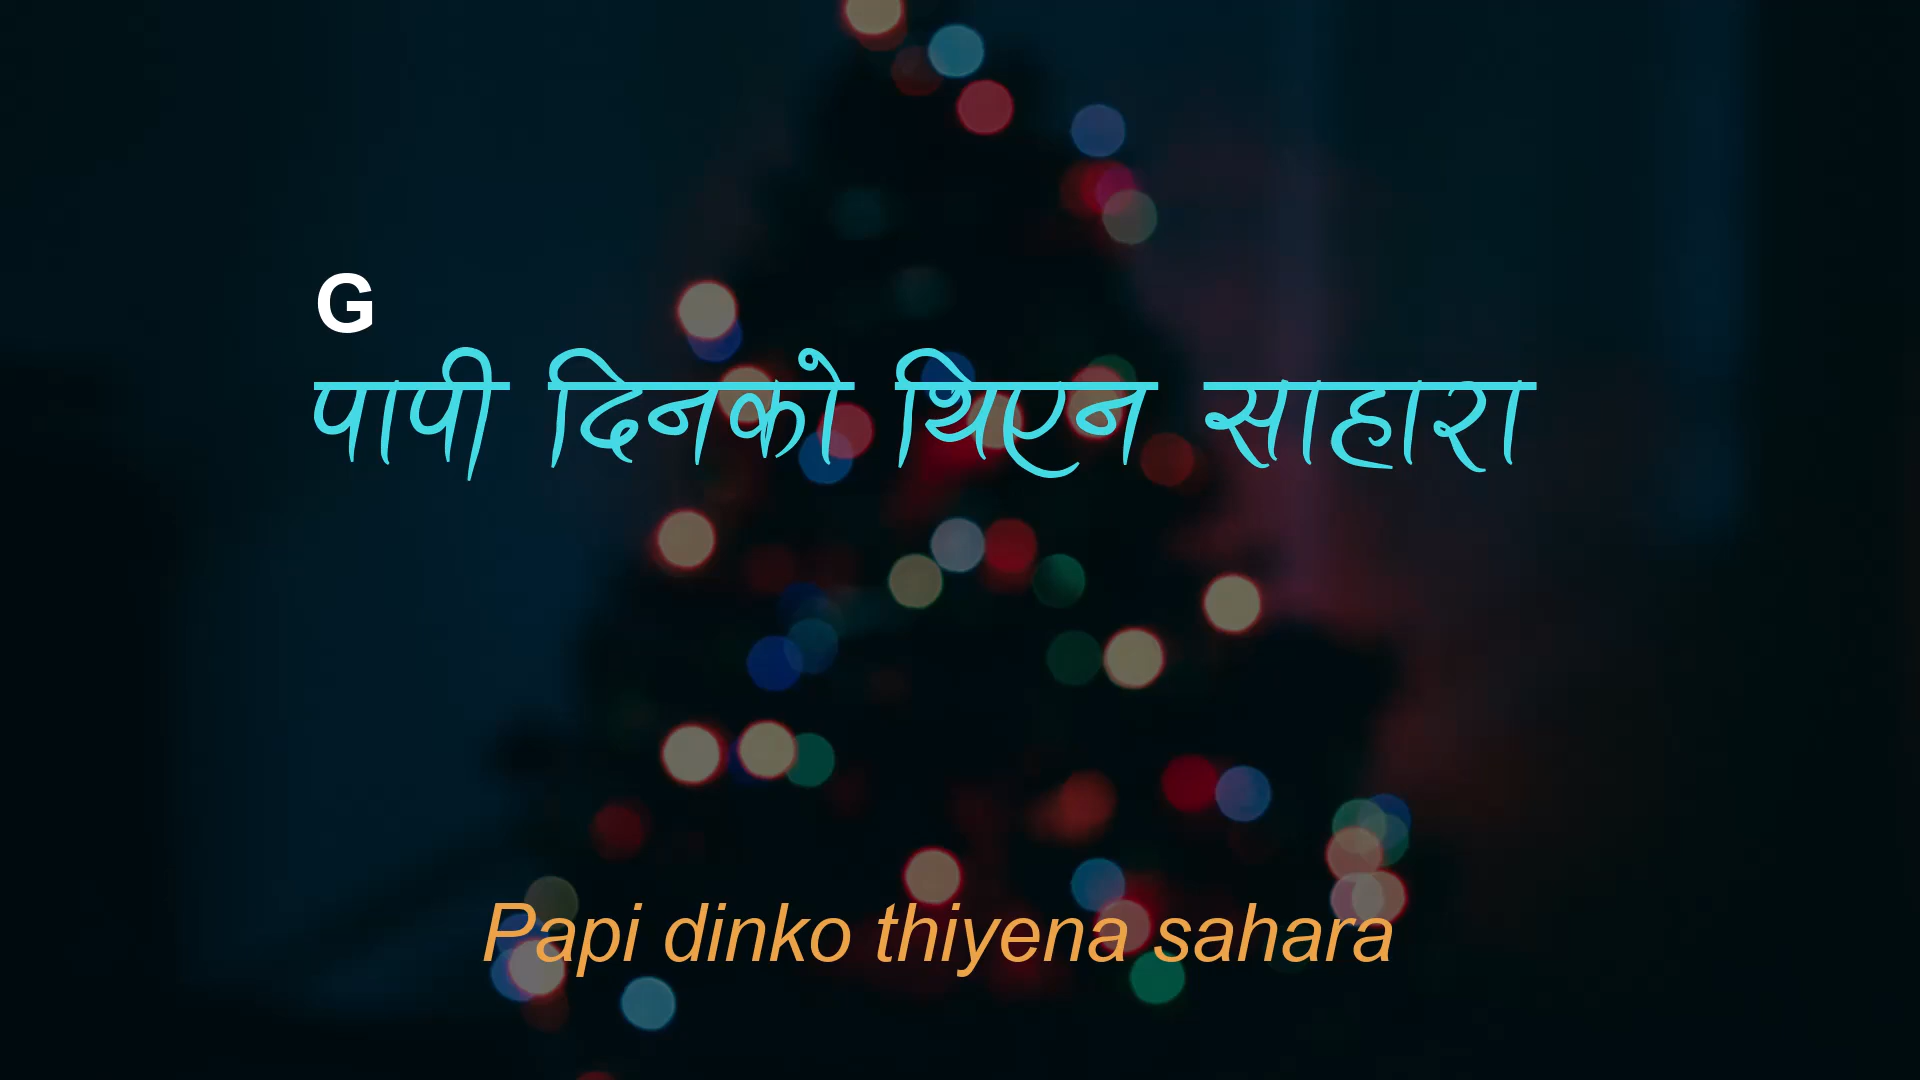 G
पापी दिनको थिएन साहारा
Papi dinko thiyena sahara